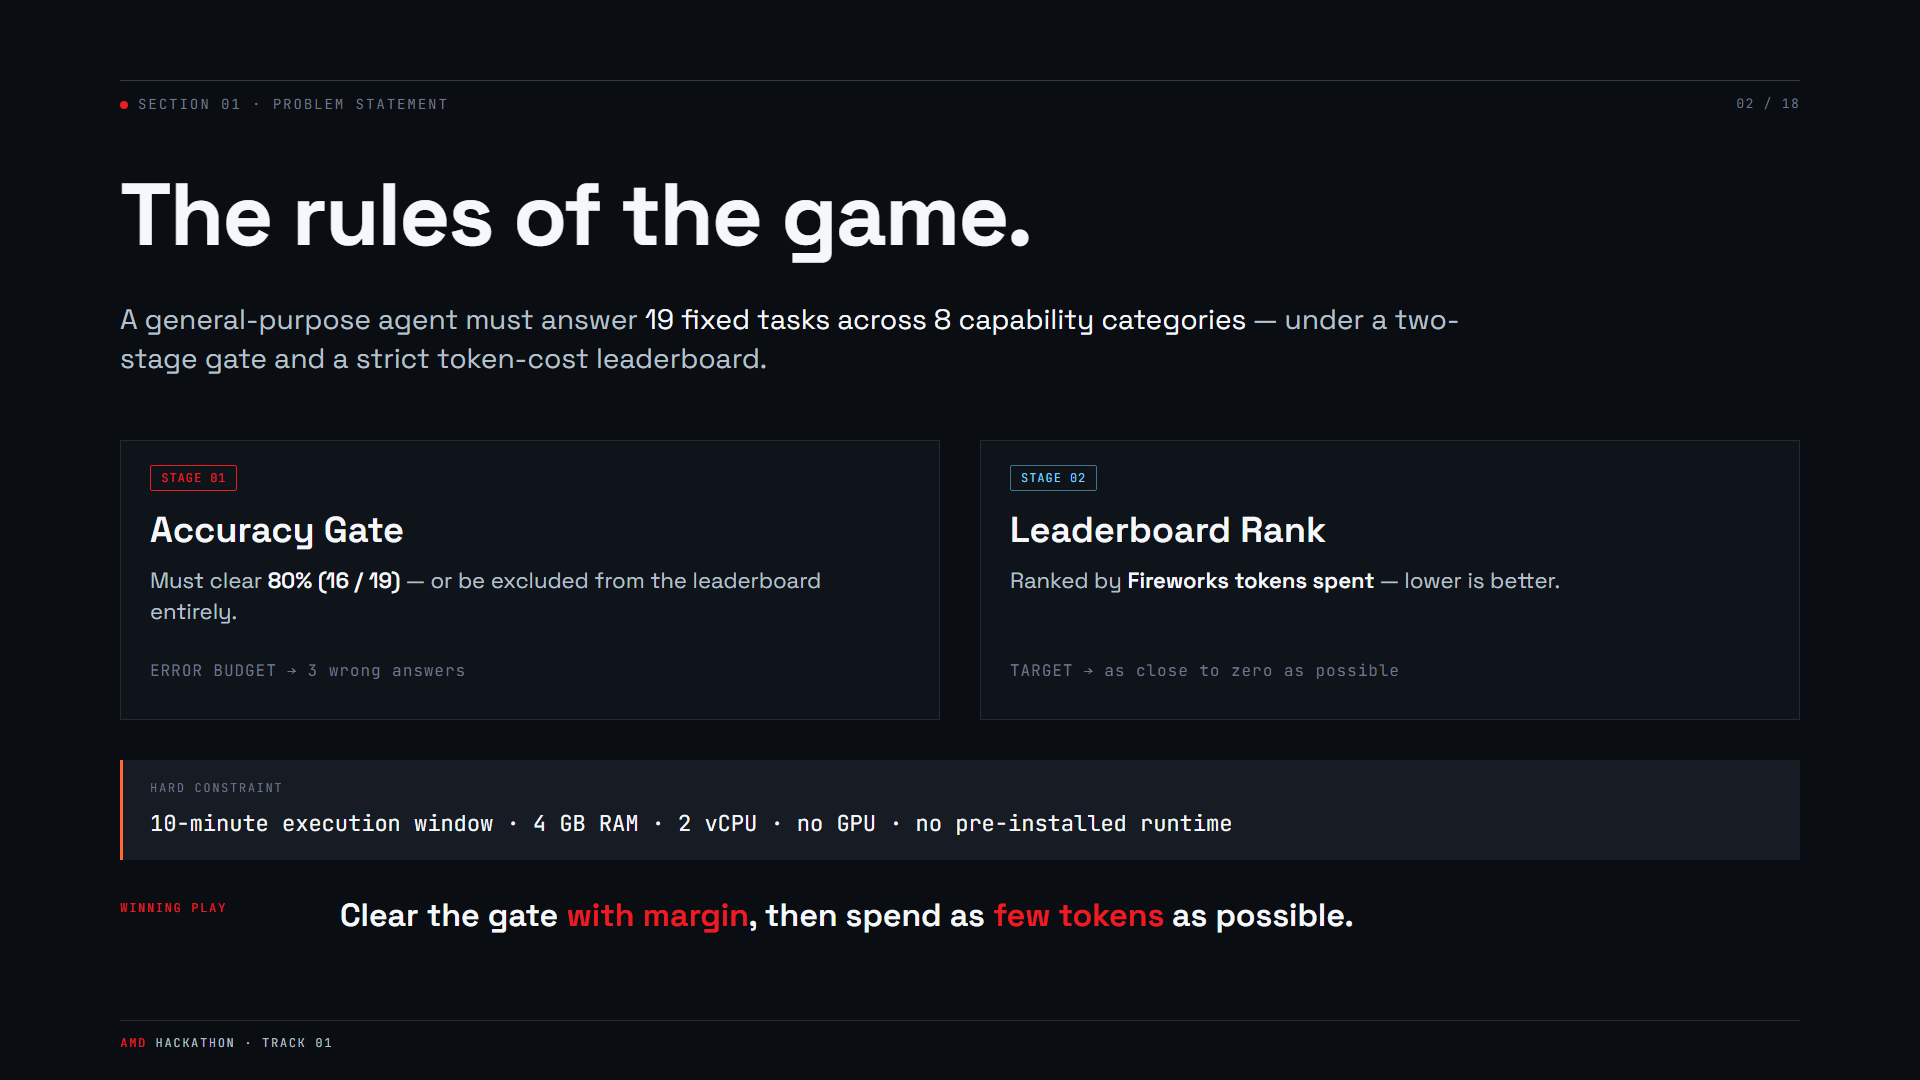 SECTION 01 · PROBLEM STATEMENT
02 / 18
The rules of the game.
A general-purpose agent must answer 19 fixed tasks across 8 capability categories — under a two-
stage gate and a strict token-cost leaderboard.
STAGE 01
Accuracy Gate
Must clear 80% (16 / 19) — or be excluded from the leaderboard
entirely.
ERROR BUDGET → 3 wrong answers
STAGE 02
Leaderboard Rank
Ranked by Fireworks tokens spent — lower is better.
TARGET → as close to zero as possible
HARD CONSTRAINT
10-minute execution window · 4 GB RAM · 2 vCPU · no GPU · no pre-installed runtime
WINNING PLAY
Clear the gate with margin, then spend as few tokens as possible.
AMD HACKATHON · TRACK 01